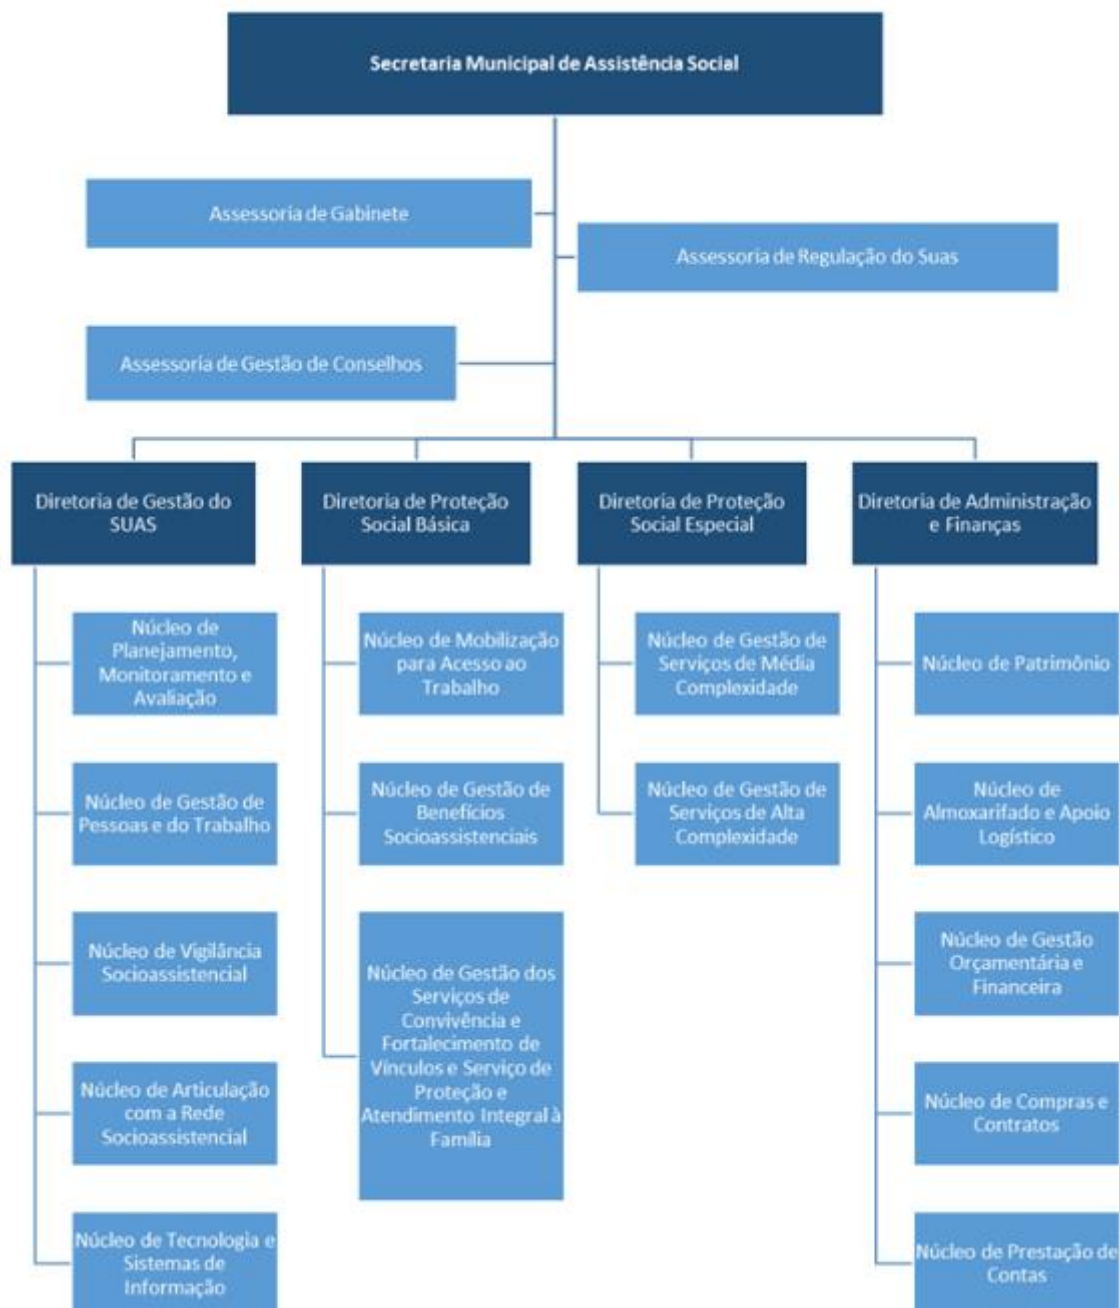 Secretaria Municipal de Assistência Social
Assessoria de Gabinete
Assessoria de Regulação do Suas
Assessoria de Gestão de Conselhos
Diretoria de Gestão do
SUAS
Núcleo de
Planejamento,
Monitoramento e
Avaliação
Núcleo de Gestão de
Pessoas e do Trabalho
Núcleo de Vigilância
Socioassistencial
Núcleo de Articulação
com a Rede
Socioassistencial
Núcleo de Tecnologia e
Sistemas de
Informação
Diretoria de Proteção
Social Básica
Núcleo de Mobilização
para Acesso ao
Trabalho
Núcleo de Gestão de
Benefícios
Socioassistenciais
Núcleo de Gestão dos
Serviços de
Convivência e
Fortalecimento de
Vínculos e Serviço de
Proteção e
Atendimento Integral à
Família
Diretoria de Proteção
Social Especial
Núcleo de Gestão de
Serviços de Média
Complexidade
Núcleo de Gestão de
Serviços de Alta
Complexidade
Diretoria de Administração
e Finanças
Núcleo de Patrimônio
Núcleo de
Almoxarifado e Apoio
Logístico
Núcleo de Gestão
Orçamentária e
Financeira
Núcleo de Compras e
Contratos
Núcleo de Prestação de
Contas